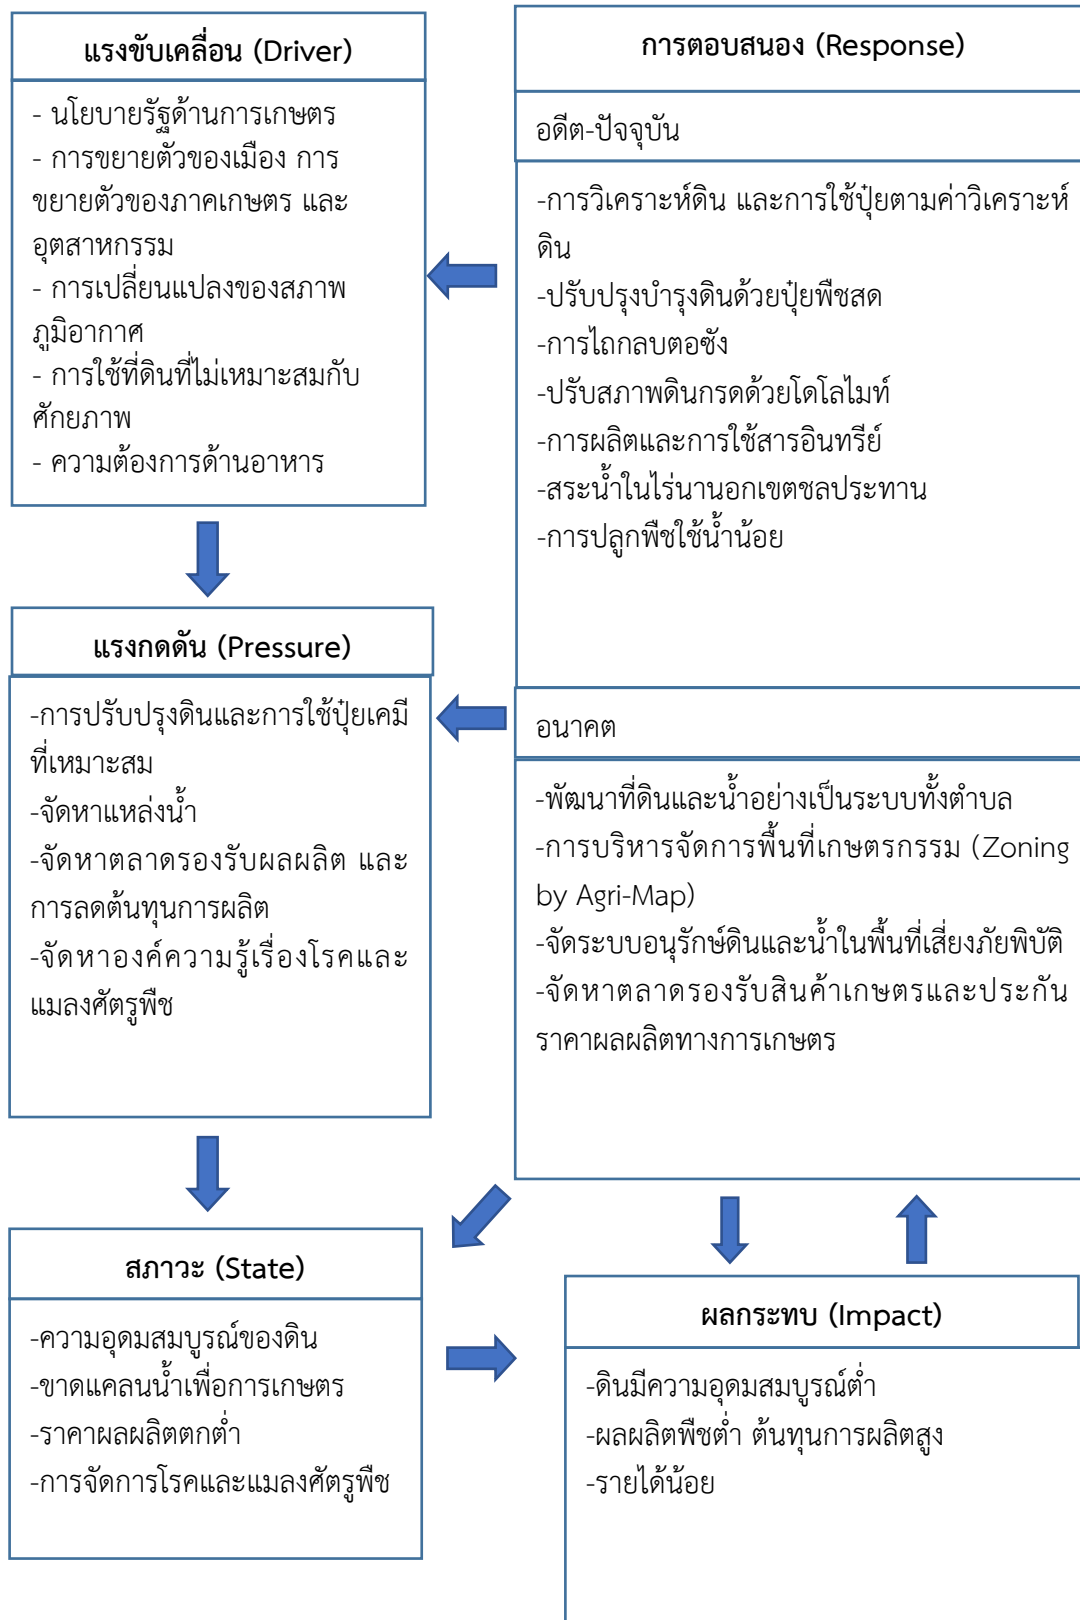 แรงขับเคลื่อน (Driver)
- นโยบายรัฐด้านการเกษตร
- การขยายตัวของเมือง การ
ขยายตัวของภาคเกษตร และ
อุตสาหกรรม
- การเปลี่ยนแปลงของสภาพ
ภูมิอากาศ
- การใช้ที่ดินที่ไม่เหมาะสมกับ
ศักยภาพ
- ความต้องการด้านอาหาร
การตอบสนอง (Response)
อดีต-ปัจจุบัน
-การวิเคราะห์ดิน และการใช้ปุ๋ยตามค่าวิเคราะห์
ดิน
-ปรับปรุงบำรุงดินด้วยปุ๋ยพืชสด
-การไถกลบตอซัง
-ปรับสภาพดินกรดด้วยโดโลไมท์
-การผลิตและการใช้สารอินทรีย์
-สระน้ำในไร่นานอกเขตชลประทาน
-การปลูกพืชใช้น้ำน้อย
แรงกดดัน (Pressure)
-การปรับปรุงดินและการใช้ปุ๋ยเคมี
ที่เหมาะสม
-จัดหาแหล่งน้ำ
-จัดหาตลาดรองรับผลผลิต และ
การลดต้นทุนการผลิต
-จัดหาองค์ความรู้เรื่องโรคและ
แมลงศัตรูพืช
อนาคต
-พัฒนาที่ดินและน้ำอย่างเป็นระบบทั้งตำบล
-การบริหารจัดการพื้นที่เกษตรกรรม (Zoning
by Agri-Map)
-จัดระบบอนุรักษ์ดินและน้ำในพื้นที่เสี่ยงภัยพิบัติ
-จัดหาตลาดรองรับสินค้าเกษตรและประกัน
ราคาผลผลิตทางการเกษตร
สภาวะ (State)
-ความอุดมสมบูรณ์ของดิน
-ขาดแคลนน้ำเพื่อการเกษตร
-ราคาผลผลิตตกต่ำ
-การจัดการโรคและแมลงศัตรูพืช
ผลกระทบ (Impact)
-ดินมีความอุดมสมบูรณ์ต่ำ
-ผลผลิตพืชต่ำ ต้นทุนการผลิตสูง
-รายได้น้อย